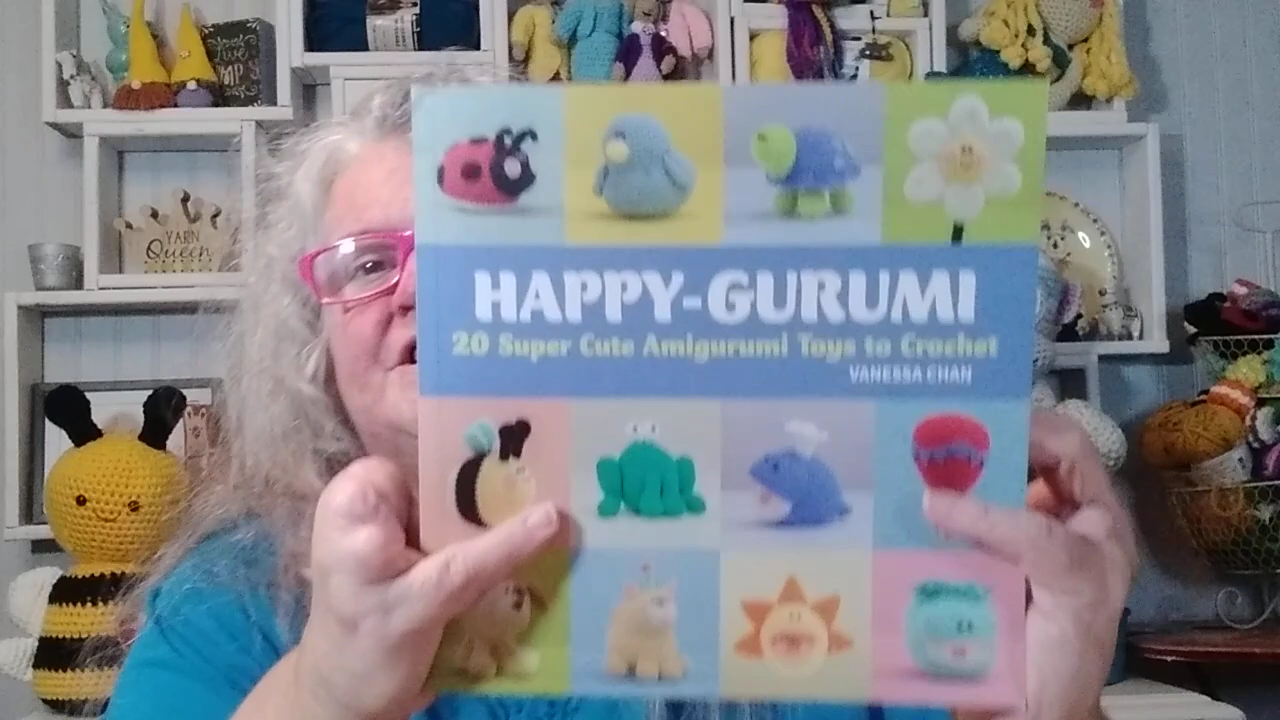 YARN
Queen
HAPPY-GURUMI
20 Super Cute Amigurumi Toys to Crochet
VANESSA CHAN